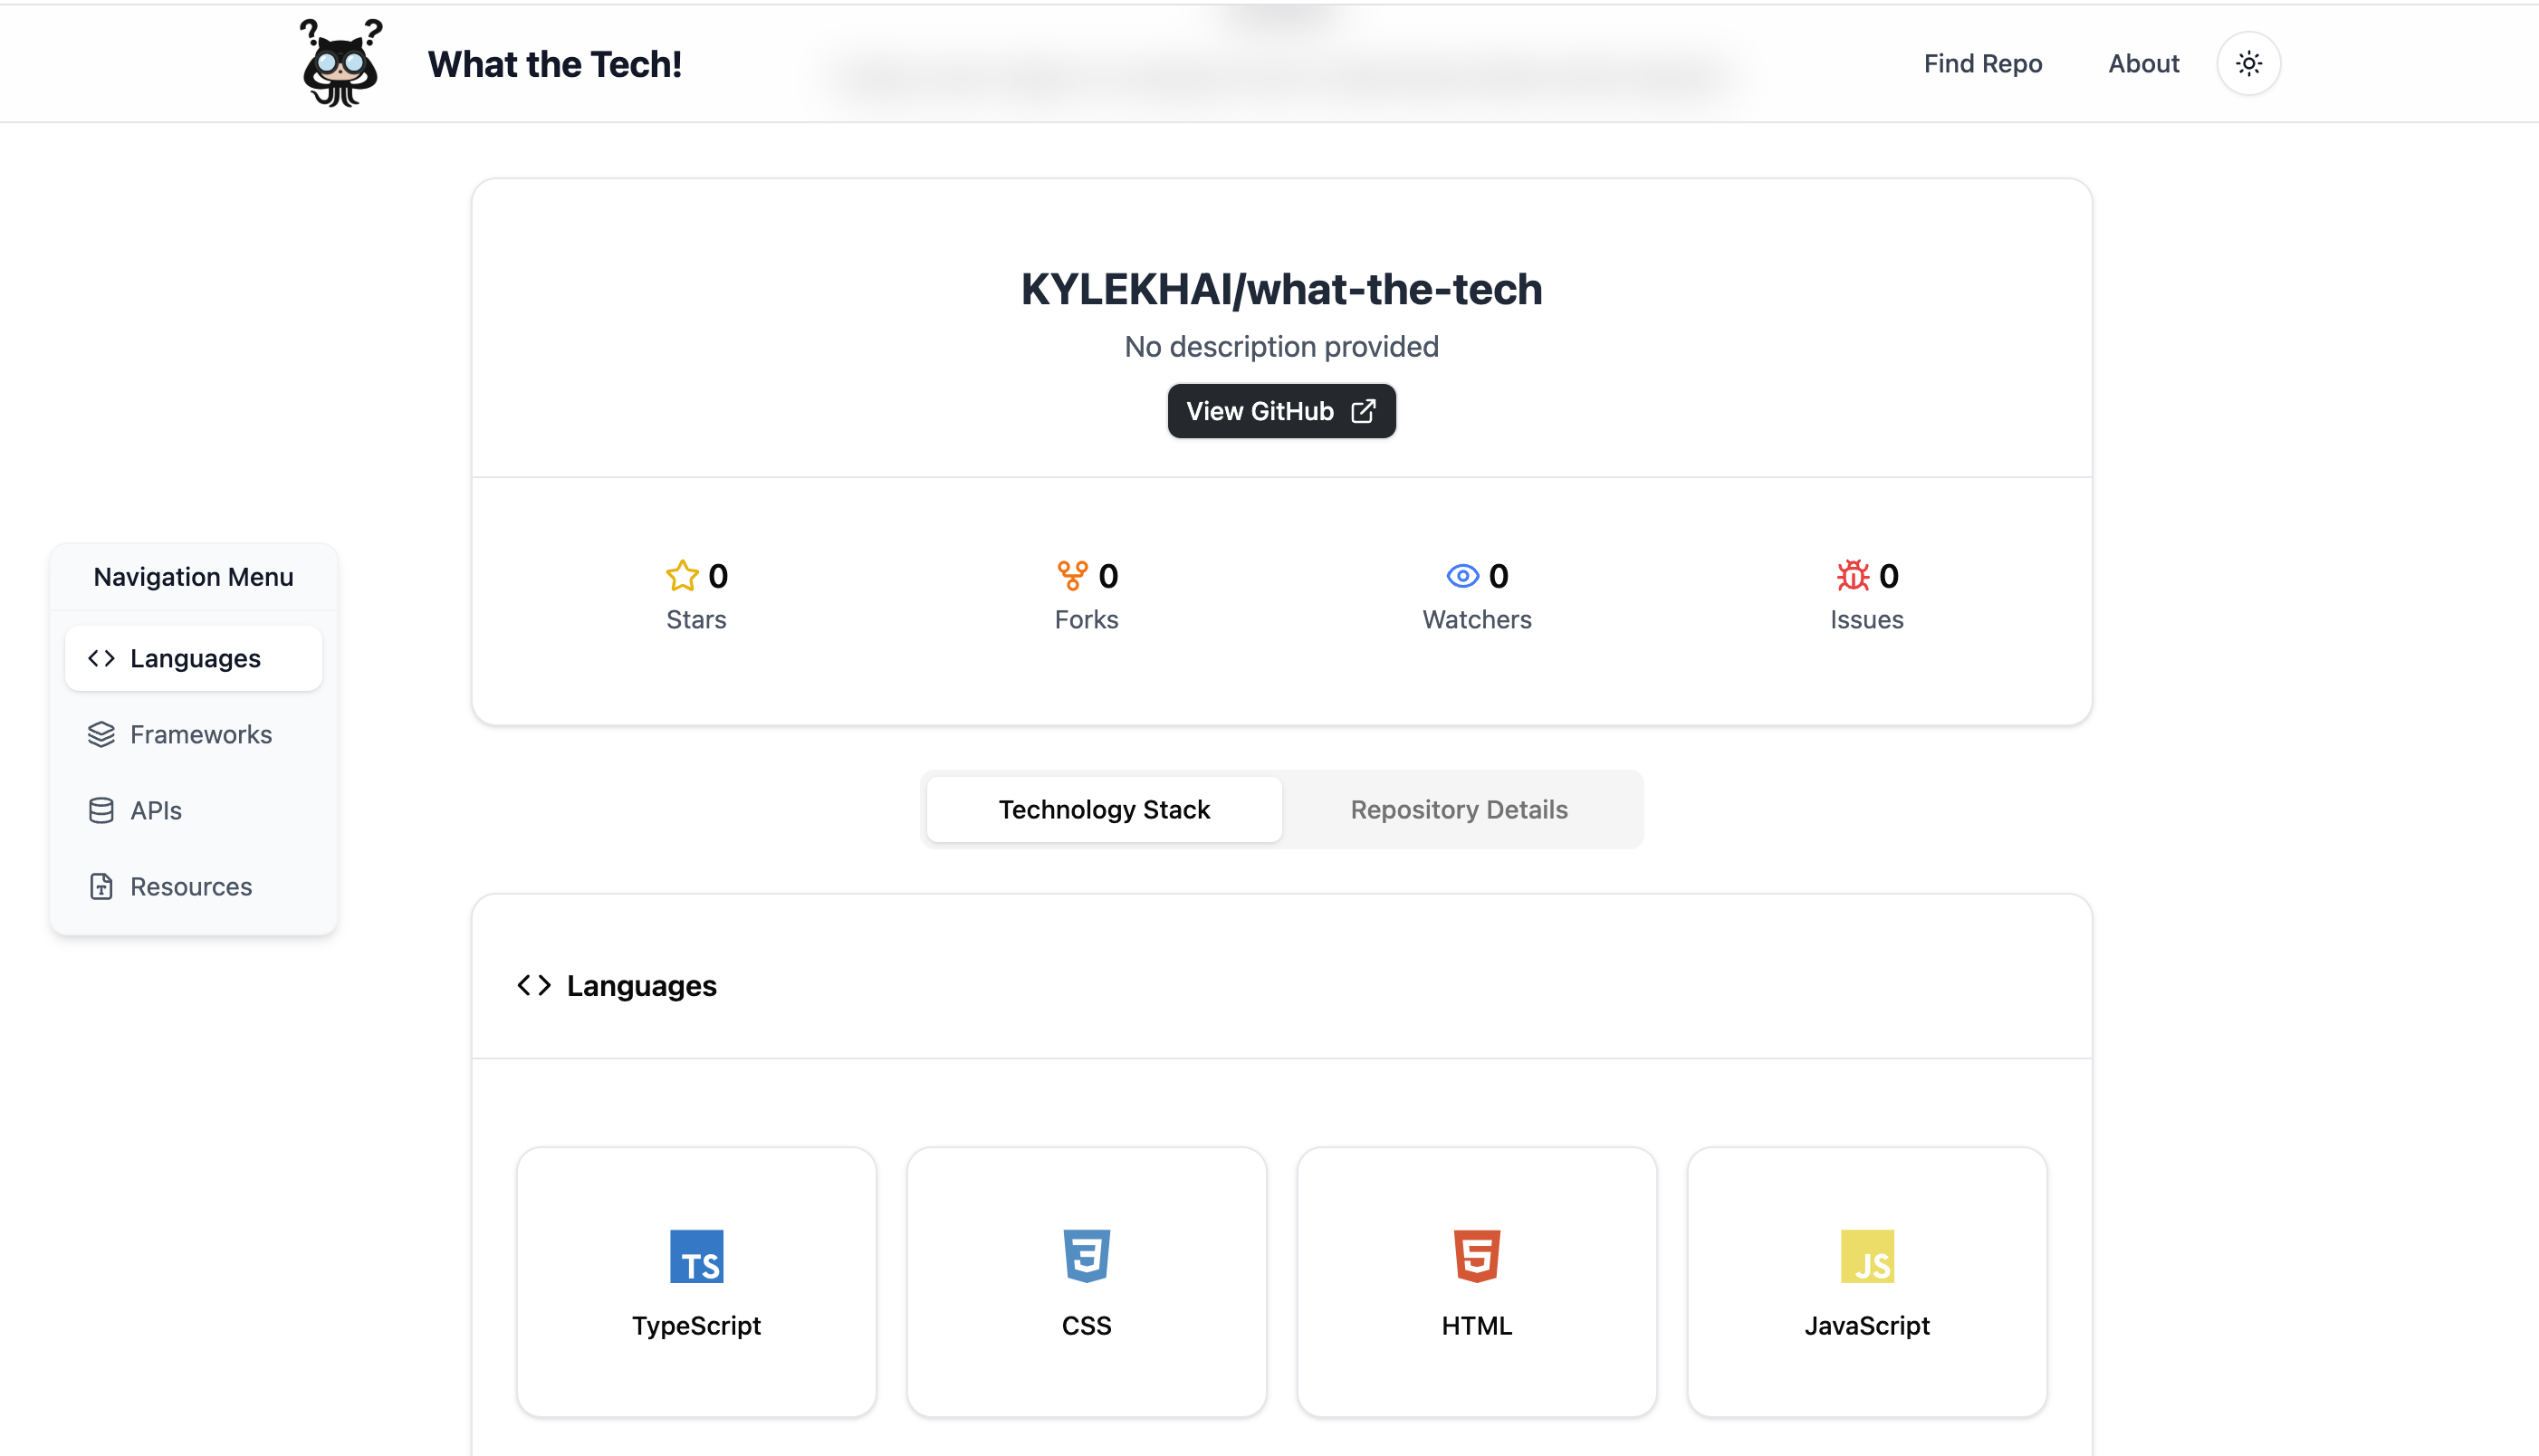 What the Tech!
Find Repo
About
KYLEKHAI/what-the-tech
No description provided
View GitHub
0
Stars
0
Forks
0
Watchers
0
Issues
Navigation Menu
Languages
Frameworks
APIs
Resources
Technology Stack
Repository Details
Languages
TS
TypeScript
CSS
HTML
JS
JavaScript